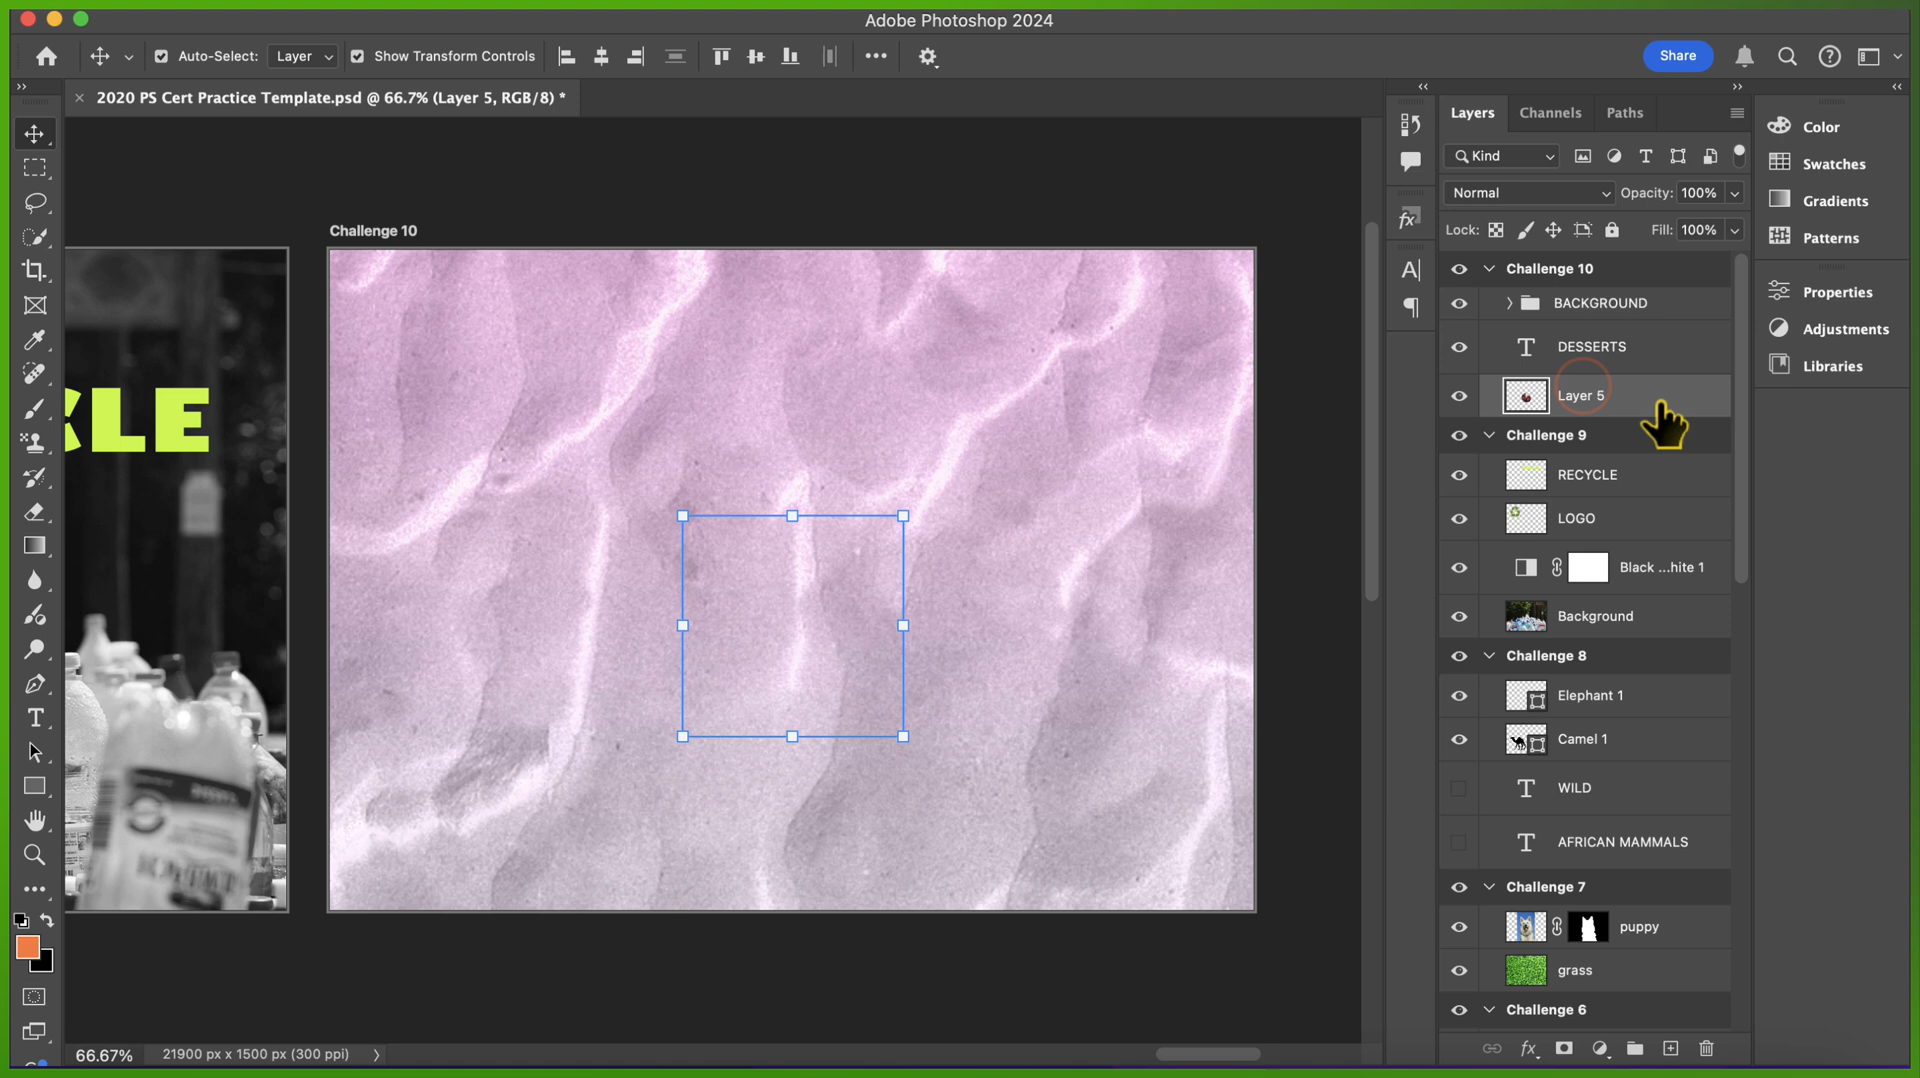 Adobe Photoshop 2024
Auto-Select: Layer Show Transform Controls Share
2020 PS Cert Practice Template.psd @ 66.7% (Layer 5, RGB/8) *
Layers Channels Paths
Kind
Normal Opacity: 100%
Lock: Fill: 100%
Challenge 10
BACKGROUND
DESSERTS
Layer 5
Challenge 9
RECYCLE
LOGO
Black ...hite 1
Background
Challenge 8
Elephant 1
Camel 1
WILD
AFRICAN MAMMALS
Challenge 7
puppy
grass
Challenge 6
Color
Swatches
Gradients
Patterns
Properties
Adjustments
Libraries
Challenge 10
CLE
66.67% 21900 px x 1500 px (300 ppi)